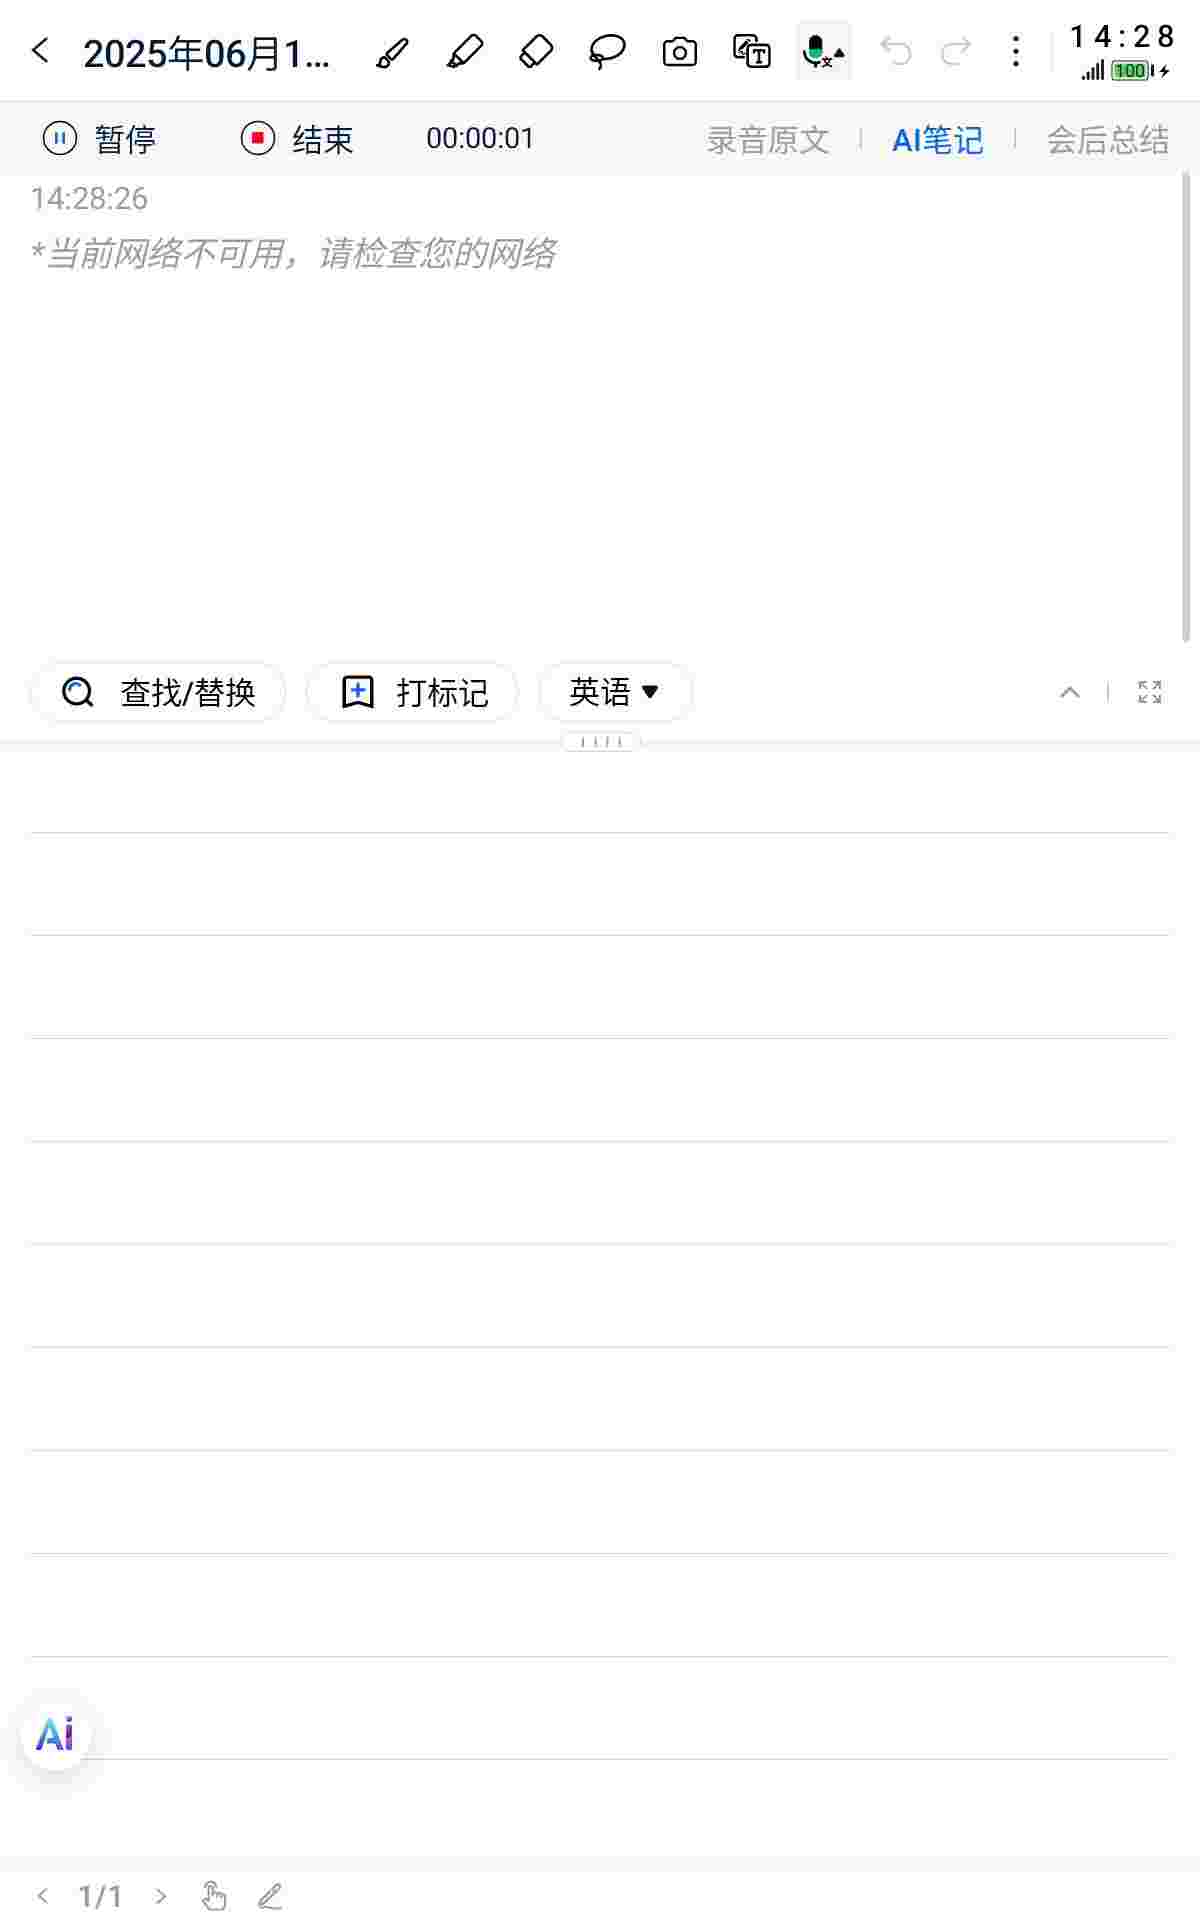 2025年06月1...
14:28
100
暂停
结束
00:00:01
录音原文
AI笔记
会后总结
14:28:26
*当前网络不可用，请检查您的网络
查找/替换
打标记
英语
Ai
1/1